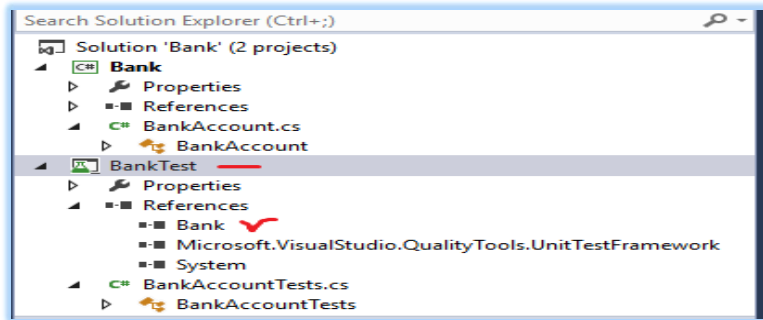 Search Solution Explorer (Ctrl+;)
Solution 'Bank' (2 projects)
C# Bank
Properties
References
C# BankAccount.cs
BankAccount
BankTest
Properties
References
Bank
Microsoft.VisualStudio.QualityTools.UnitTestFramework
System
C# BankAccountTests.cs
BankAccountTests